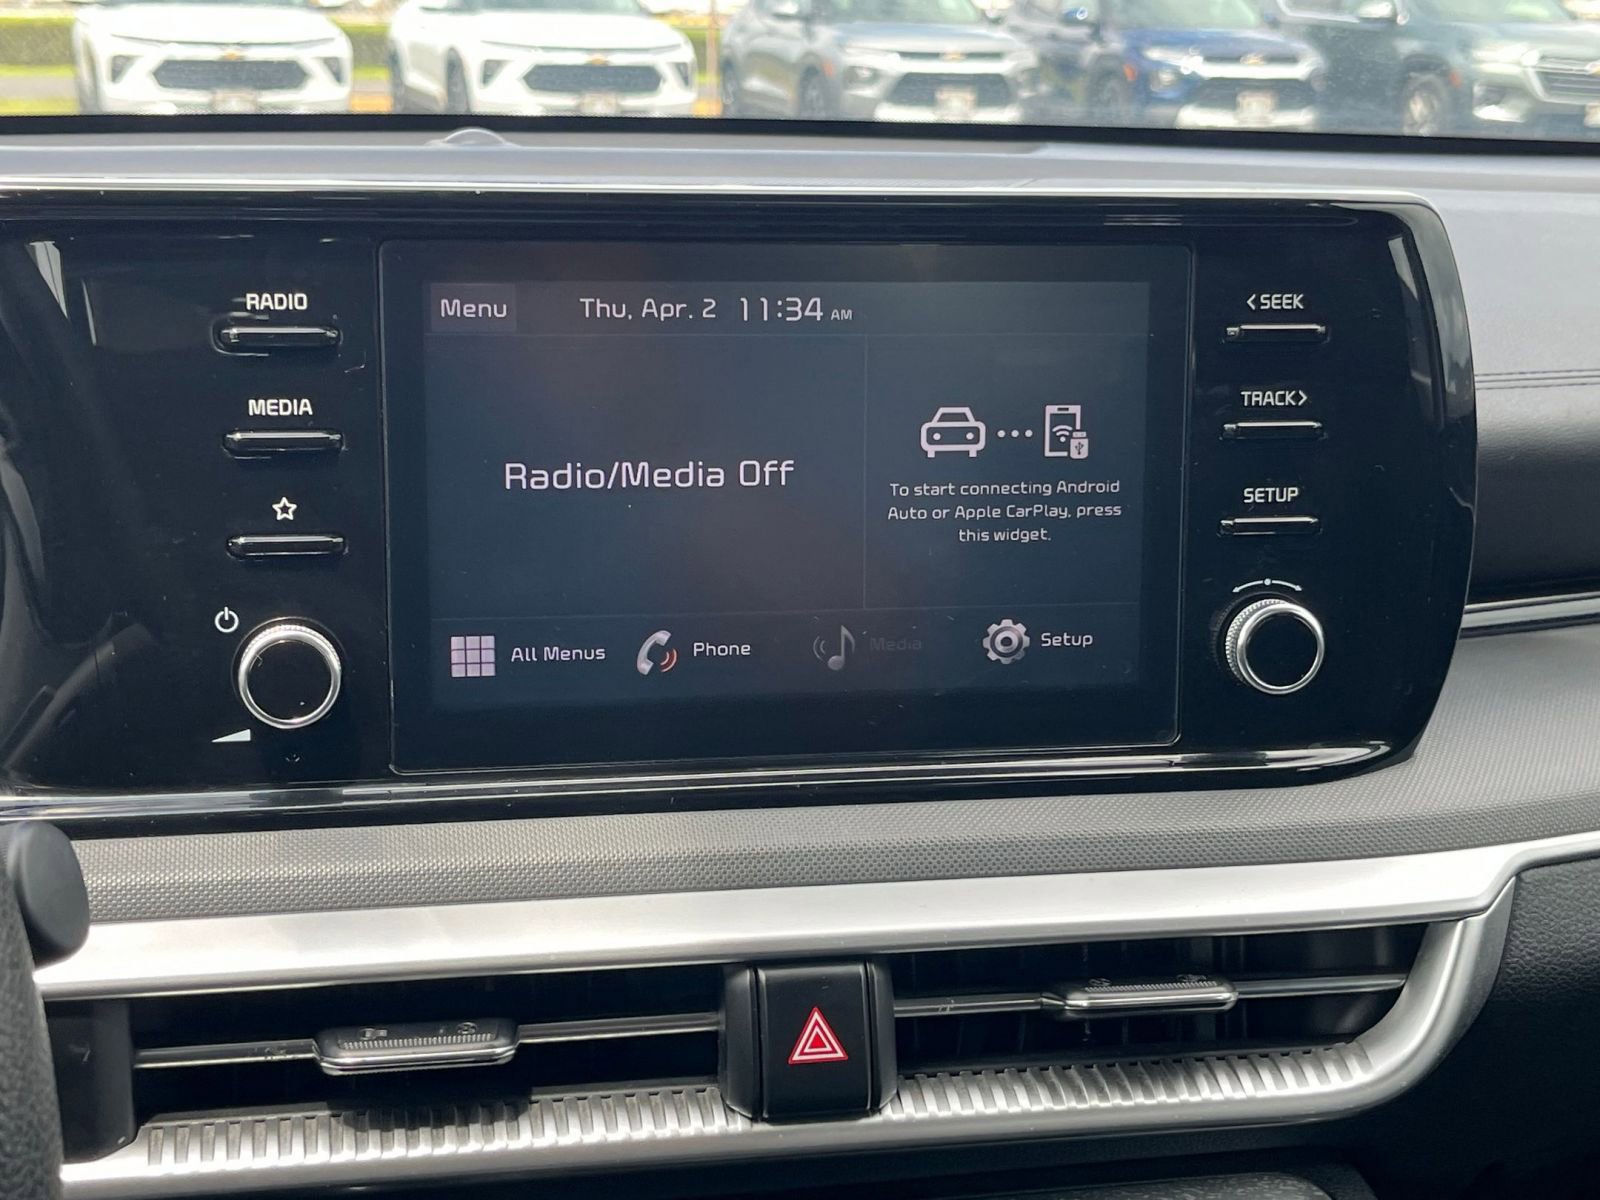 RADIO
MEDIA
Menu
Thu, Apr. 2 11:34 AM
Radio/Media Off
To start connecting Android
Auto or Apple CarPlay, press
this widget.
All Menus
Phone
Media
Setup
<SEEK
TRACK>
SETUP